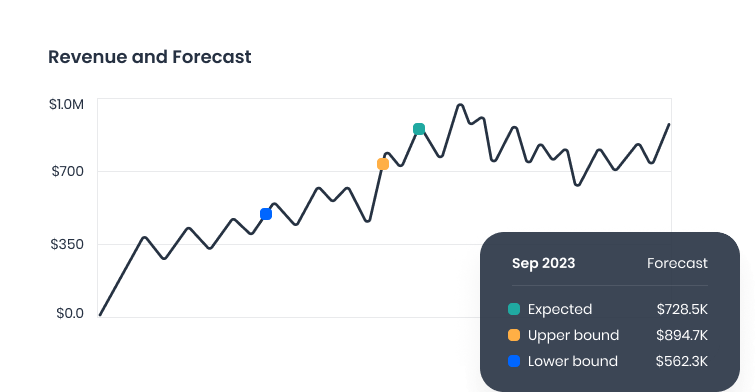 Revenue and Forecast
$1.0M
$700
$350
$0.0
Sep 2023 Forecast
Expected $728.5K
Upper bound $894.7K
Lower bound $562.3K